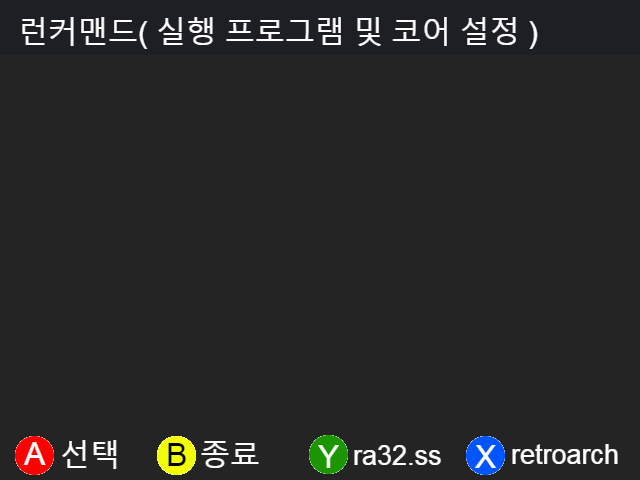 런커맨드( 실행 프로그램 및 코어 설정 )
A 선택 B 종료 Y ra32.ss X retroarch